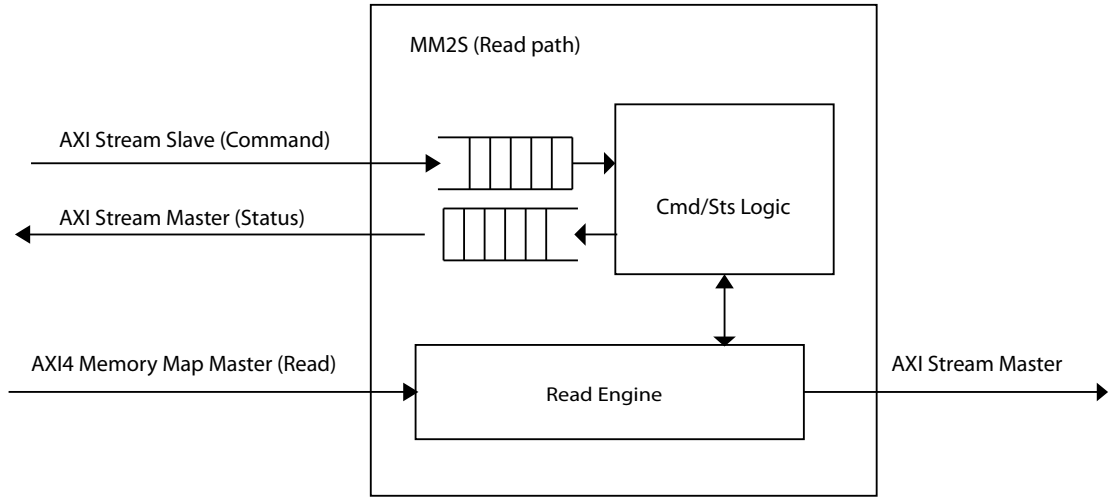 MM2S (Read path)
AXI Stream Slave (Command)
Cmd/Sts Logic
AXI Stream Master (Status)
AXI4 Memory Map Master (Read)
Read Engine
AXI Stream Master